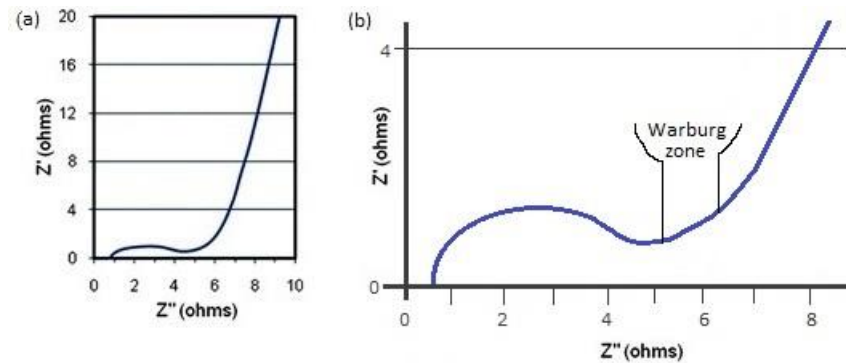 (a)
20
16
12
8
4
0
Z' (ohms)
0 2 4 6 8 10
Z" (ohms)
(b)
4
0
Z' (ohms)
Warburg
zone
0 2 4 6 8
Z" (ohms)